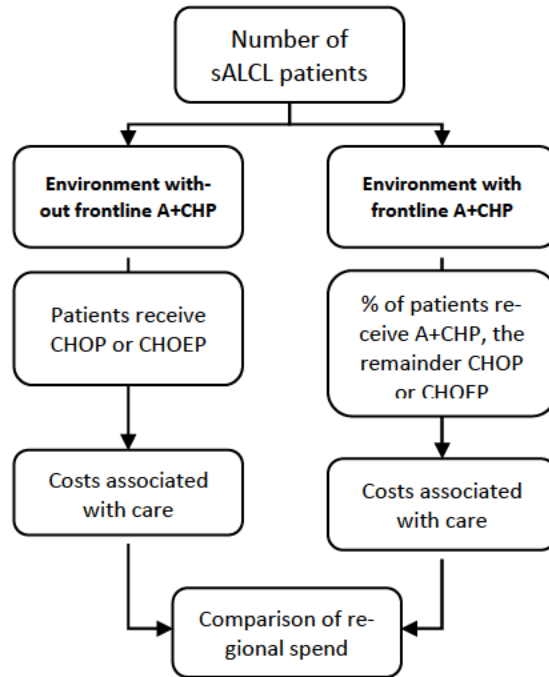 Number of
sALCL patients
Environment with-
out frontline A+CHP
Environment with
frontline A+CHP
Patients receive
CHOP or CHOEP
% of patients re-
ceive A+CHP, the
remainder CHOP
or CHOEP
Costs associated
with care
Costs associated
with care
Comparison of re-
gional spend